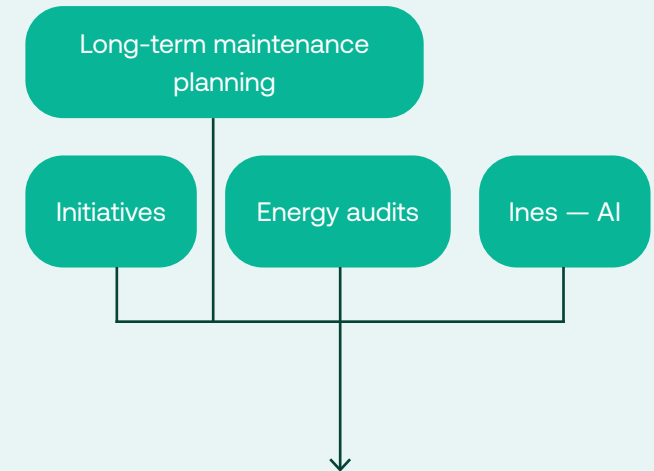 Long-term maintenance
planning
Initiatives
Energy audits
Ines — AI